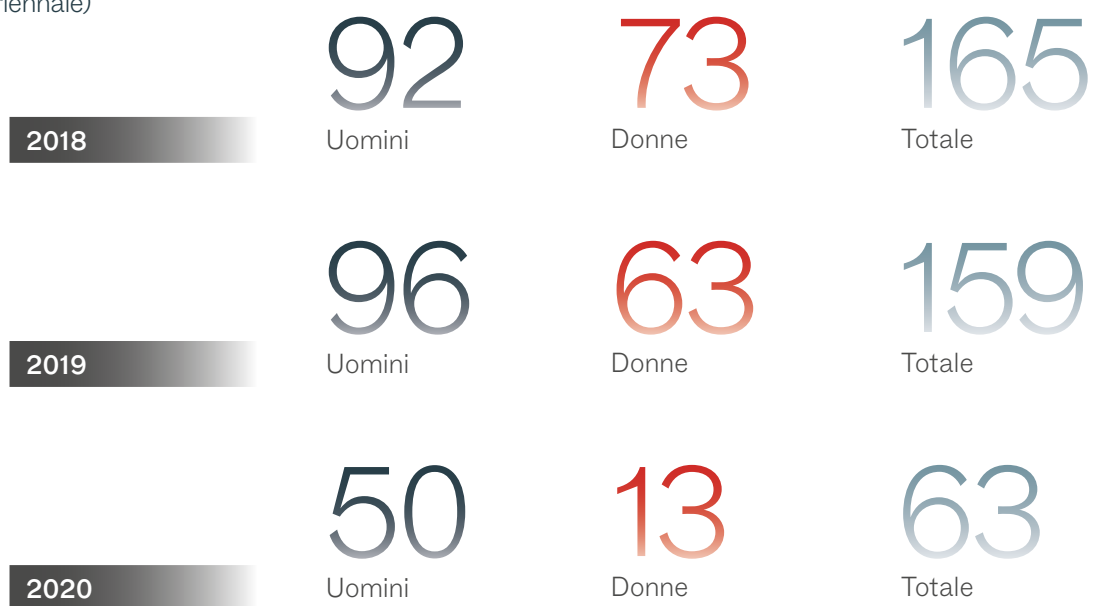 92 73 165
2018 Uomini Donne Totale
96 63 159
2019 Uomini Donne Totale
50 13 63
2020 Uomini Donne Totale